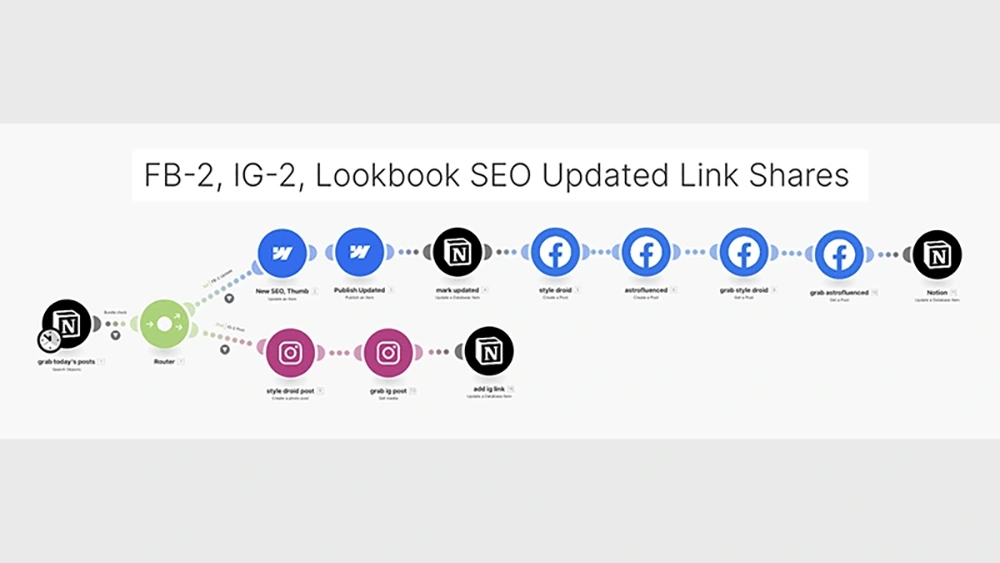 FB-2, IG-2, Lookbook SEO Updated Link Shares
New SEO, Thumb
Update an Item
Publish Updated
Publish an Item
mark updated
Update a Database Item
style droid
Create a Post
astrofluenced
Create a Post
grab style droid
Get a Post
grab astrofluenced
Get a Post
Notion
Update a Database Item
grab today's posts
Search Objects
Router
style droid post
Create a photo post
grab ig post
Get media
add ig link
Update a Database Item